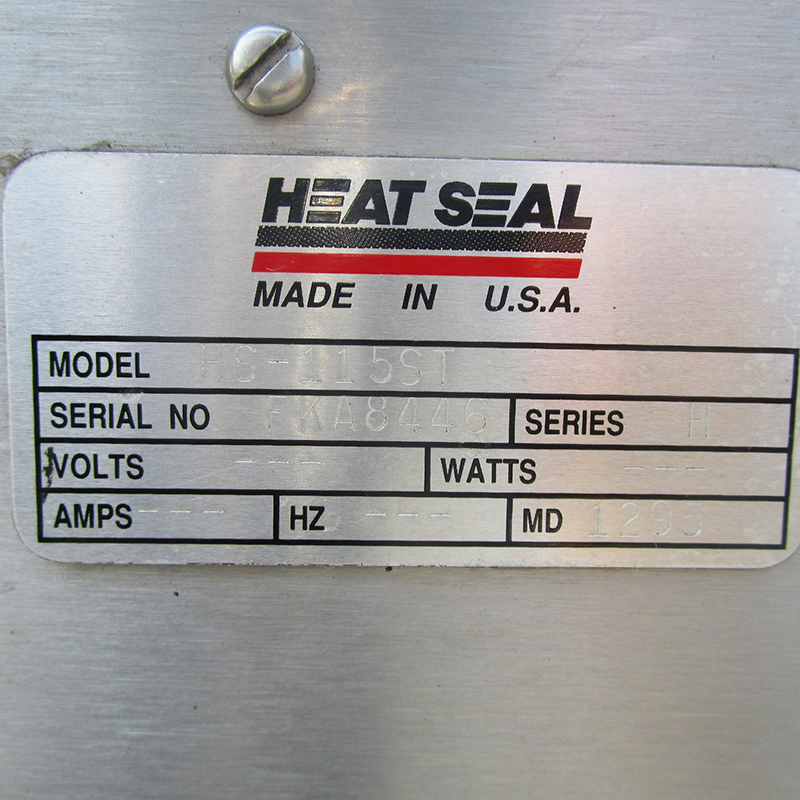 HEAT SEAL
MADE IN U.S.A.
MODEL HS-115ST
SERIAL NO FKA8446 SERIES H
VOLTS --- WATTS ---
AMPS --- HZ --- MD 1295